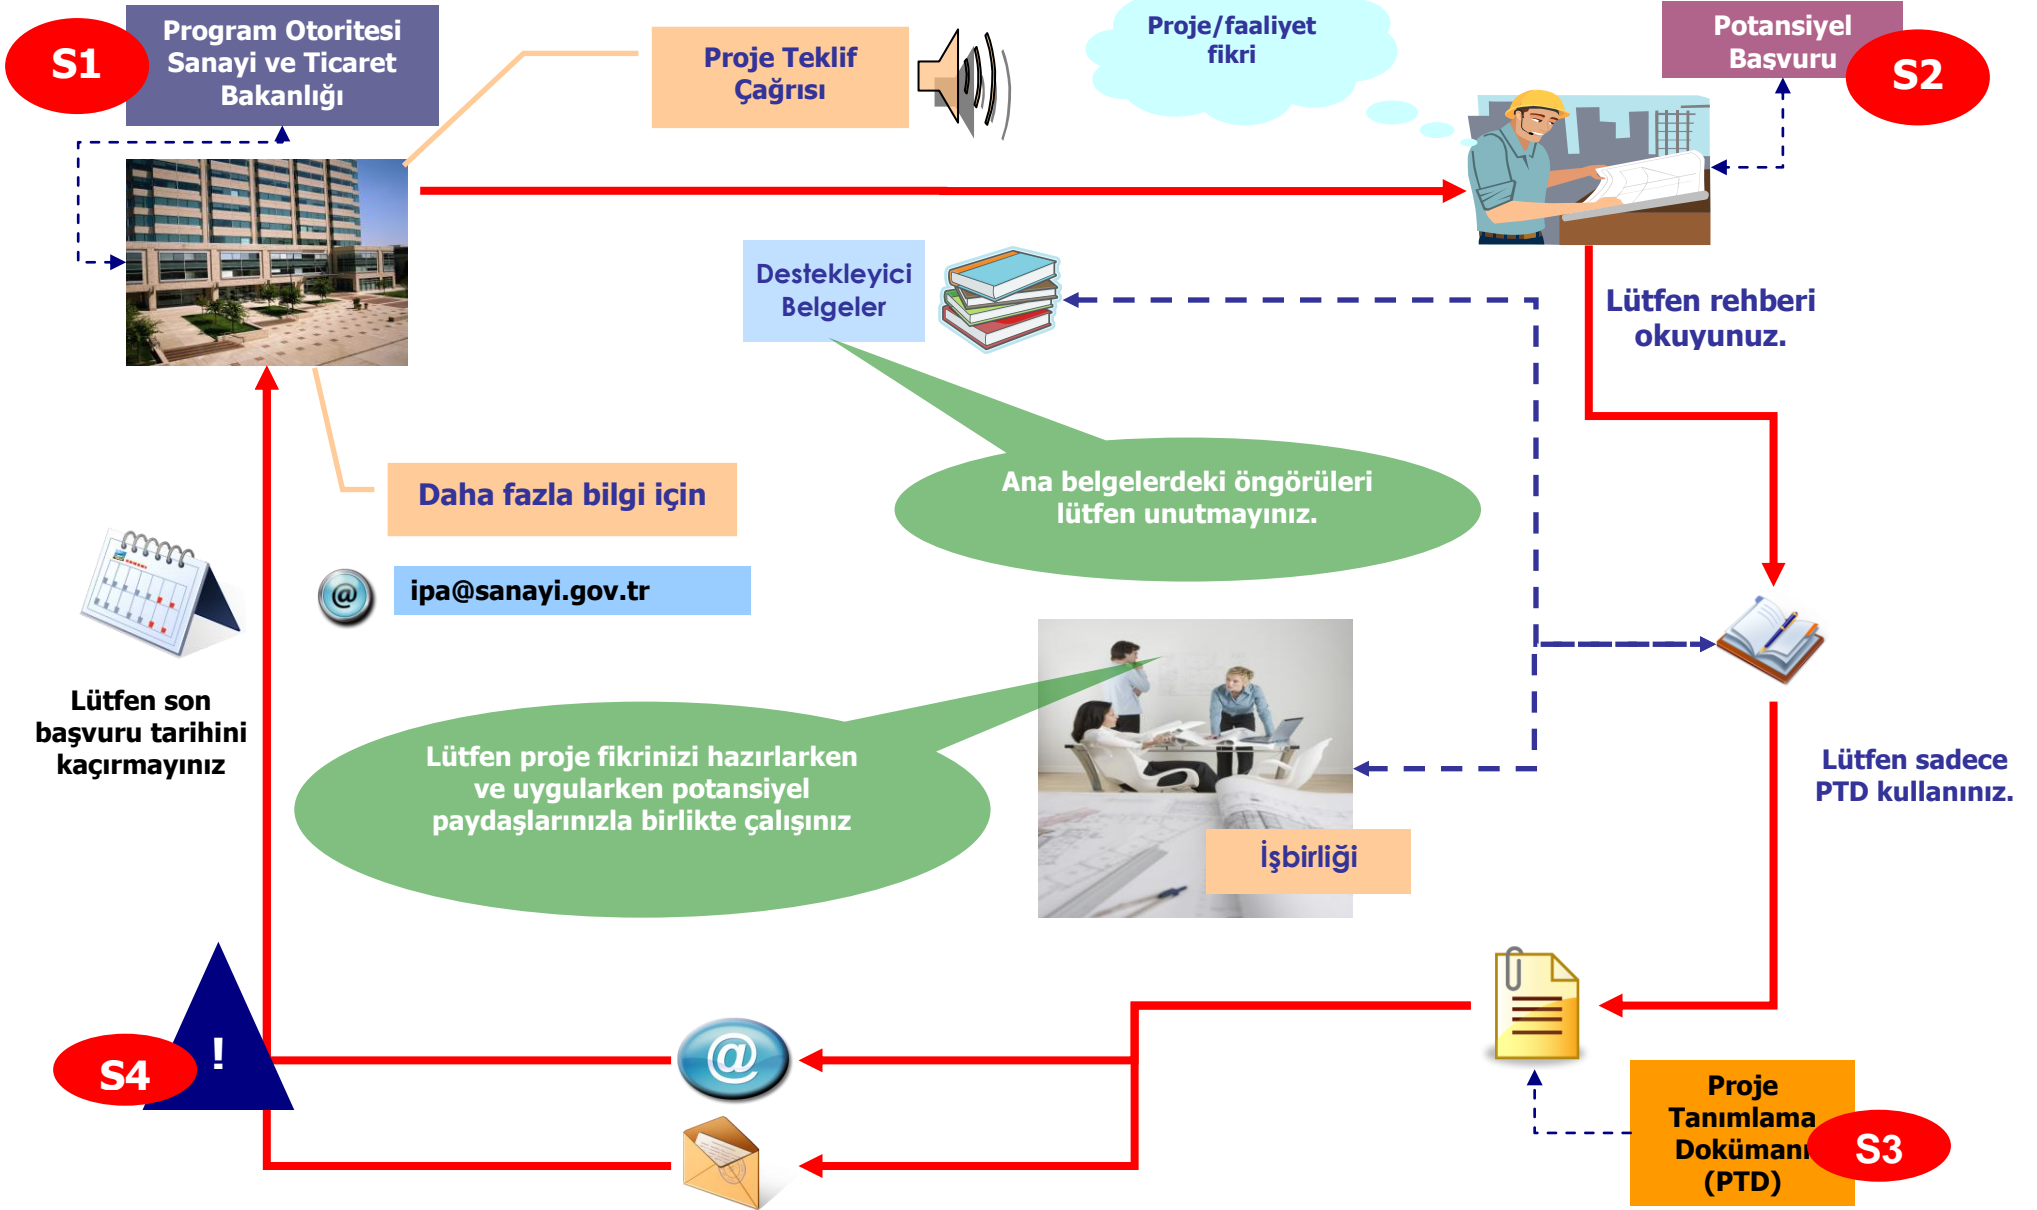 S1
Program Otoritesi
Sanayi ve Ticaret
Bakanlığı
Proje Teklif
Çağrısı
Proje/faaliyet
fikri
Potansiyel
Başvuru
S2
Destekleyici
Belgeler
Lütfen rehberi
okuyunuz.
Ana belgelerdeki öngörüleri
lütfen unutmayınız.
Daha fazla bilgi için
@
ipa@sanayi.gov.tr
Lütfen son
başvuru tarihini
kaçırmayınız
Lütfen proje fikrinizi hazırlarken
ve uygularken potansiyel
paydaşlarınızla birlikte çalışınız
İşbirliği
Lütfen sadece
PTD kullanınız.
!
S4
@
Proje
Tanımlama
Dokümanı
(PTD)
S3